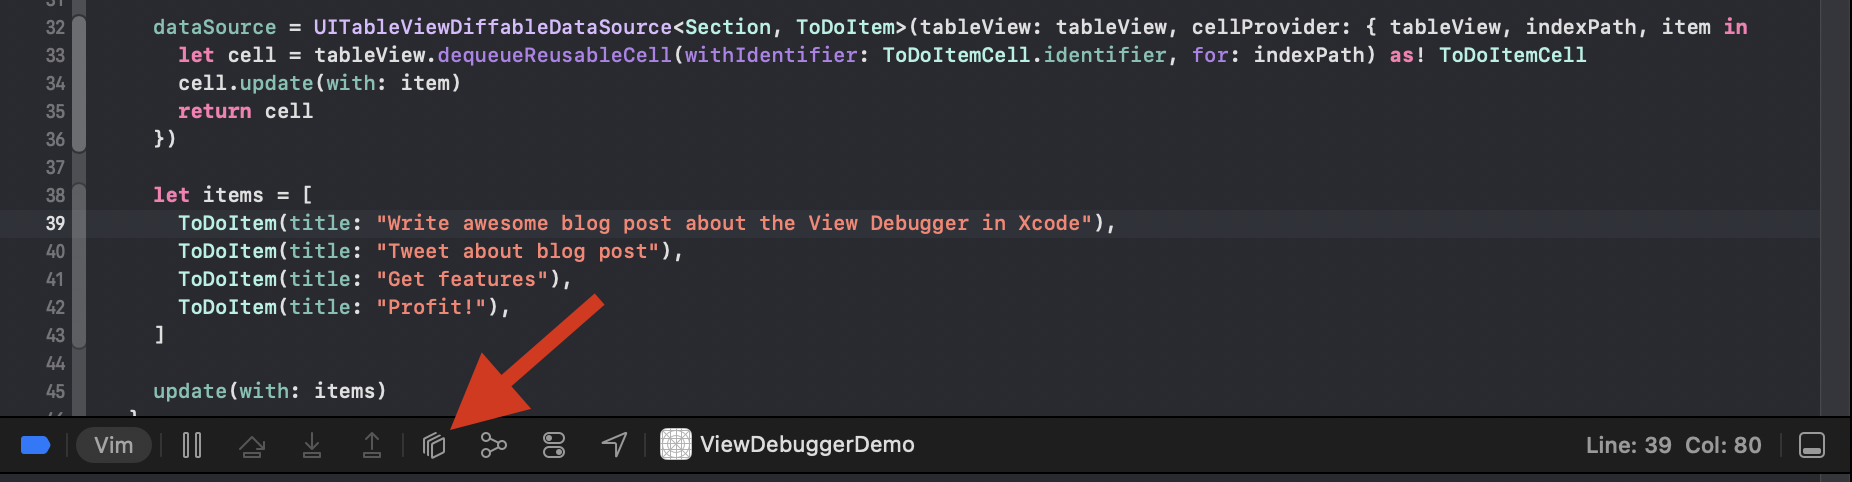 31
32 dataSource = UITableViewDiffableDataSource<Section, ToDoItem>(tableView: tableView, cellProvider: { tableView, indexPath, item in
33 let cell = tableView.dequeueReusableCell(withIdentifier: ToDoItemCell.identifier, for: indexPath) as! ToDoItemCell
34 cell.update(with: item)
35 return cell
36 })
37
38 let items = [
39 ToDoItem(title: "Write awesome blog post about the View Debugger in Xcode"),
40 ToDoItem(title: "Tweet about blog post"),
41 ToDoItem(title: "Get features"),
42 ToDoItem(title: "Profit!"),
43 ]
44
45 update(with: items)
Vim ViewDebuggerDemo Line: 39 Col: 80